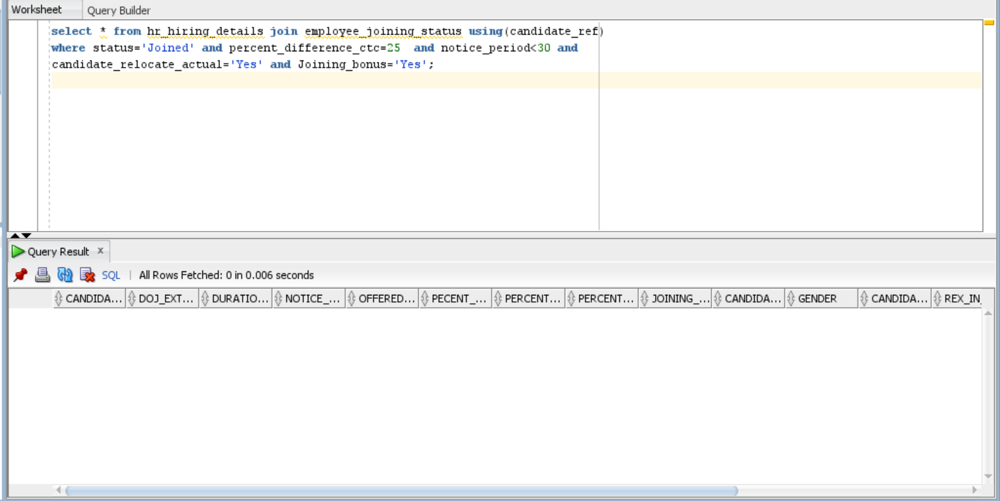 Worksheet Query Builder
select * from hr_hiring_details join employee_joining_status using(candidate_ref)
where status='Joined' and percent_difference_ctc=25  and notice_period<30 and
candidate_relocate_actual='Yes' and Joining_bonus='Yes';
Query Result x
SQL | All Rows Fetched: 0 in 0.006 seconds
CANDIDA... DOJ_EXT... DURATIO... NOTICE_... OFFERED... PECENT_... PERCENT... PERCENT... JOINING_... CANDIDA... GENDER CANDIDA... REX_IN_